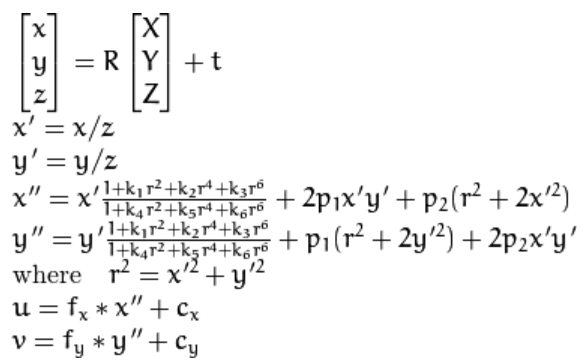 [x y z]ᵀ = R [X Y Z]ᵀ + t
x′ = x/z
y′ = y/z
x″ = x′ (1+k₁r²+k₂r⁴+k₃r⁶)/(1+k₄r²+k₅r⁴+k₆r⁶) + 2p₁x′y′ + p₂(r² + 2x′²)
y″ = y′ (1+k₁r²+k₂r⁴+k₃r⁶)/(1+k₄r²+k₅r⁴+k₆r⁶) + p₁(r² + 2y′²) + 2p₂x′y′
where r² = x′² + y′²
u = fₓ ∗ x″ + cₓ
v = f_y ∗ y″ + c_y